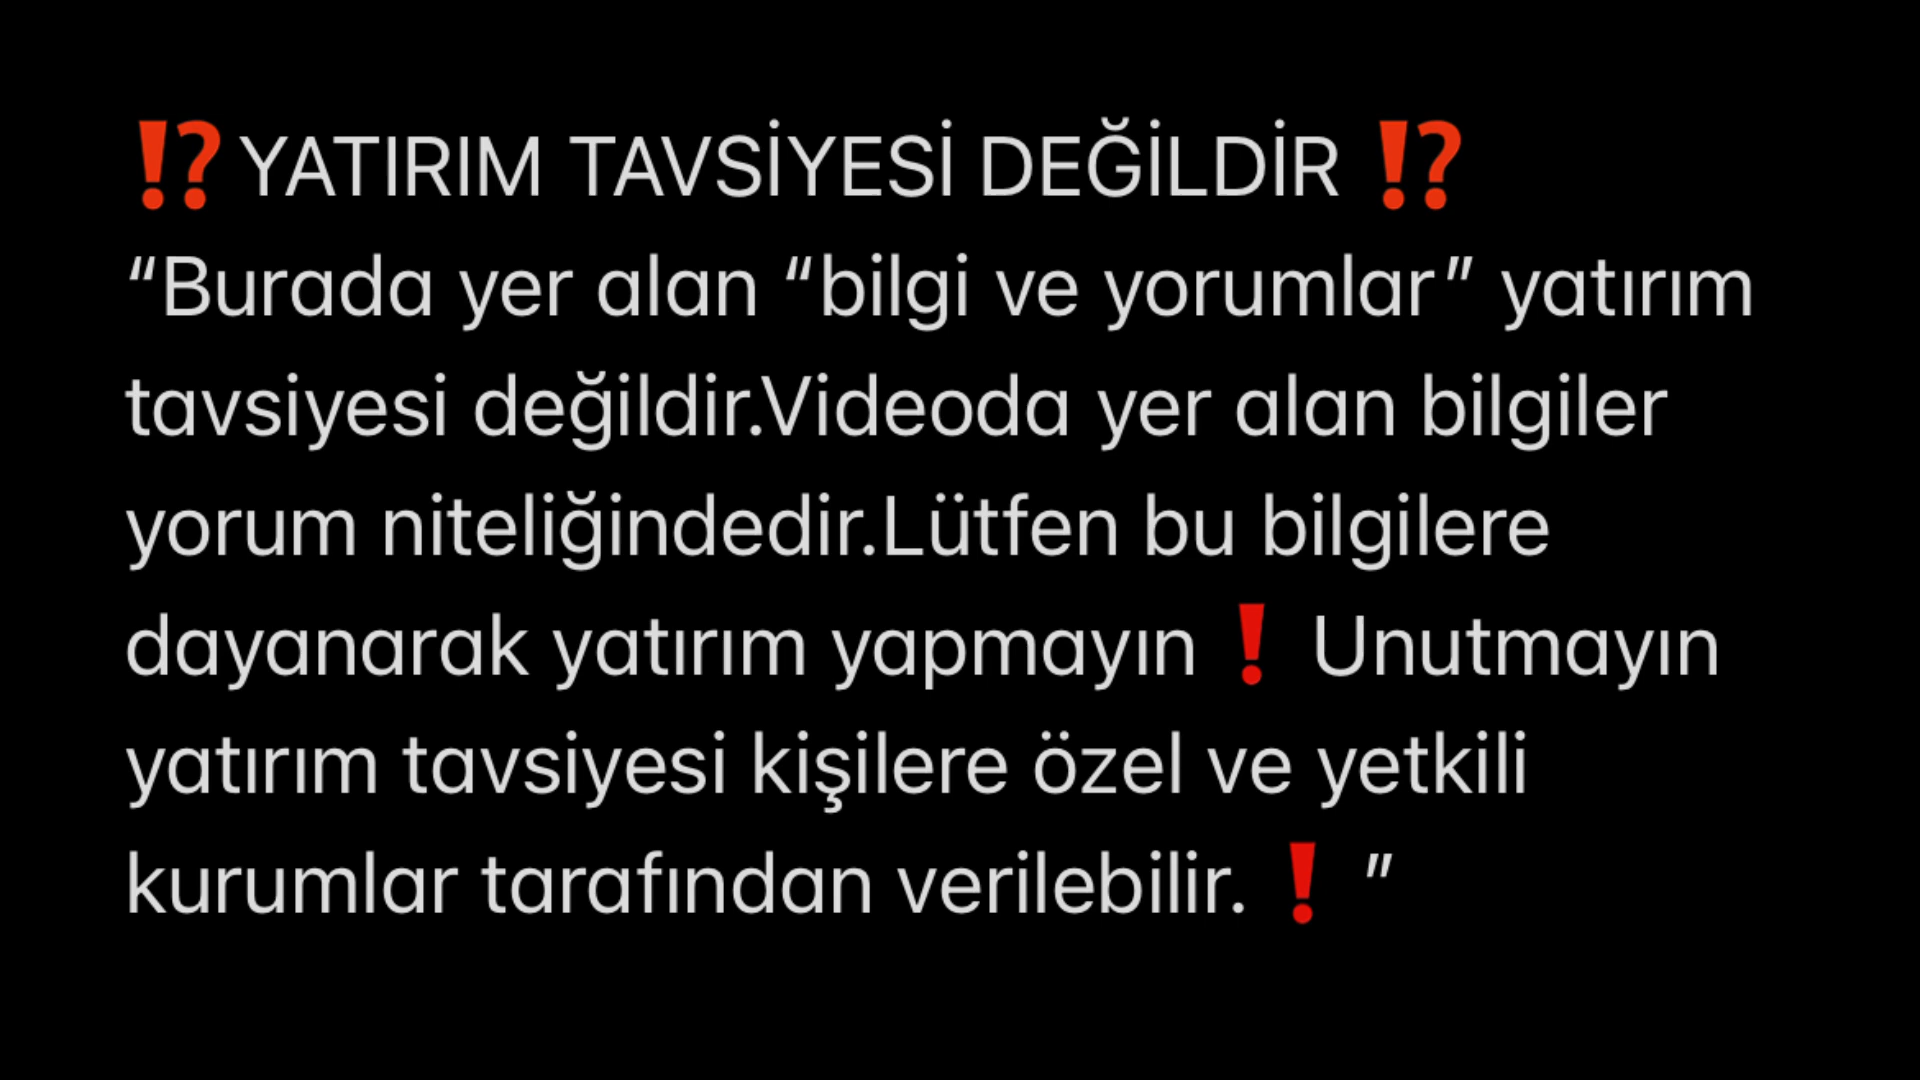 ⁉️YATIRIM TAVSİYESİ DEĞİLDİR ⁉️
“Burada yer alan “bilgi ve yorumlar” yatırım
tavsiyesi değildir.Videoda yer alan bilgiler
yorum niteliğindedir.Lütfen bu bilgilere
dayanarak yatırım yapmayın❗ Unutmayın
yatırım tavsiyesi kişilere özel ve yetkili
kurumlar tarafından verilebilir. ❗ ”